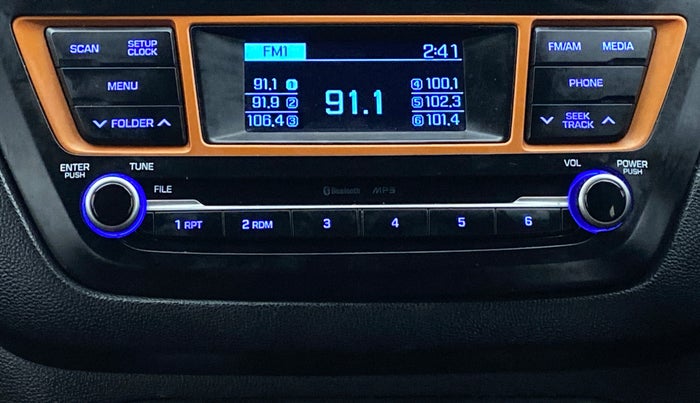 SCAN
SETUP
CLOCK
MENU
FOLDER
FM1
2:41
91.1 1
91.9 2
106.4 3
91.1
4 100.1
5 102.3
6 101.4
FM/AM
MEDIA
PHONE
SEEK
TRACK
ENTER
PUSH
TUNE
FILE
Bluetooth
MP3
VOL
POWER
PUSH
1 RPT
2 RDM
3
4
5
6